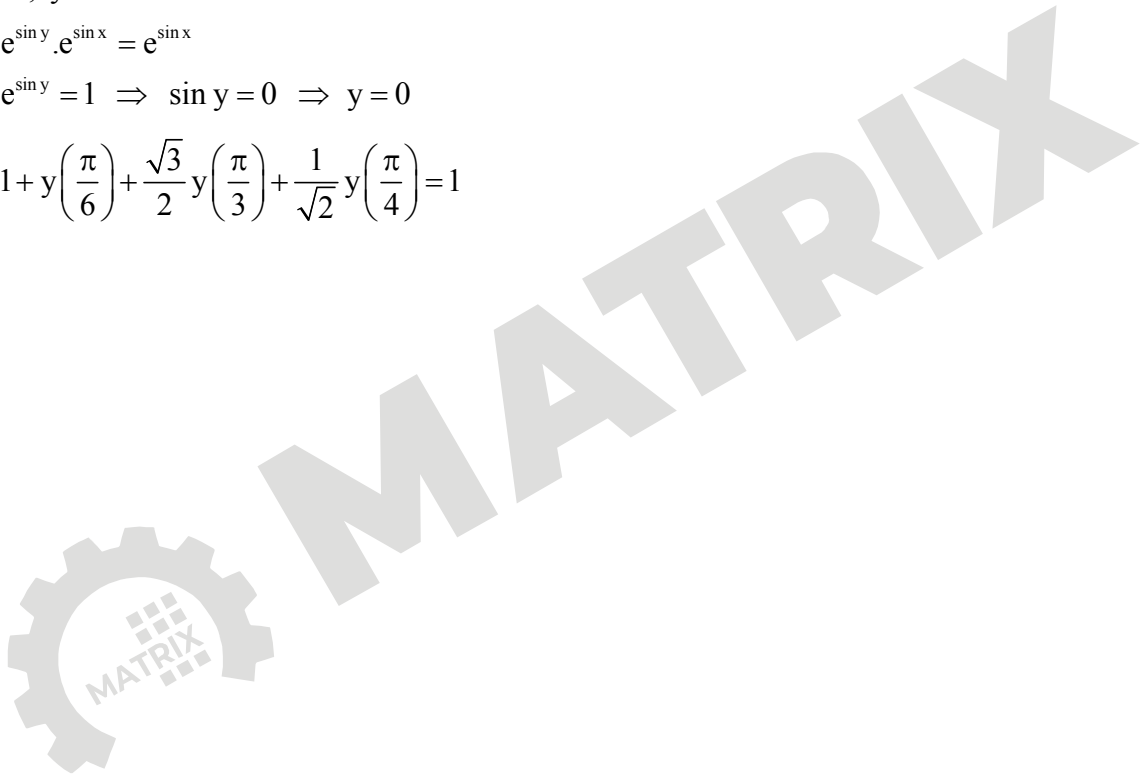 e^{sin y}.e^{sin x} = e^{sin x}
e^{sin y} = 1 ⇒ sin y = 0 ⇒ y = 0
1 + y(π/6) + (√3/2) y(π/3) + (1/√2) y(π/4) = 1
MATRIX
MATRIX